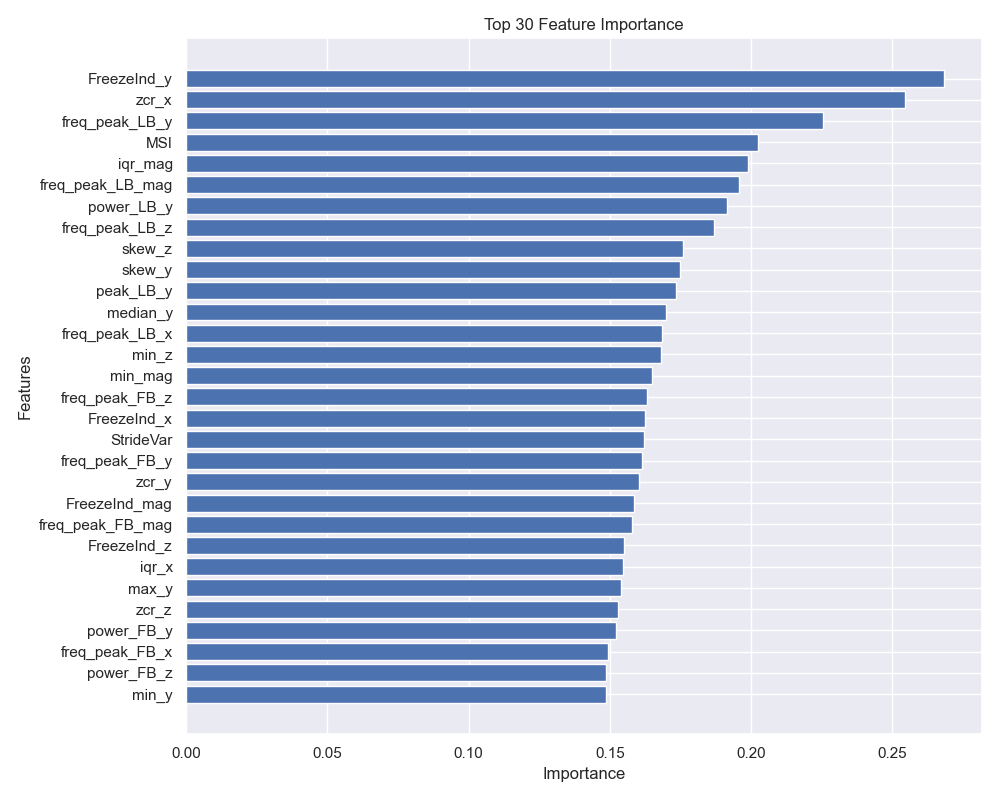 Top 30 Feature Importance
Features
FreezeInd_y
zcr_x
freq_peak_LB_y
MSI
iqr_mag
freq_peak_LB_mag
power_LB_y
freq_peak_LB_z
skew_z
skew_y
peak_LB_y
median_y
freq_peak_LB_x
min_z
min_mag
freq_peak_FB_z
FreezeInd_x
StrideVar
freq_peak_FB_y
zcr_y
FreezeInd_mag
freq_peak_FB_mag
FreezeInd_z
iqr_x
max_y
zcr_z
power_FB_y
freq_peak_FB_x
power_FB_z
min_y
0.00 0.05 0.10 0.15 0.20 0.25
Importance